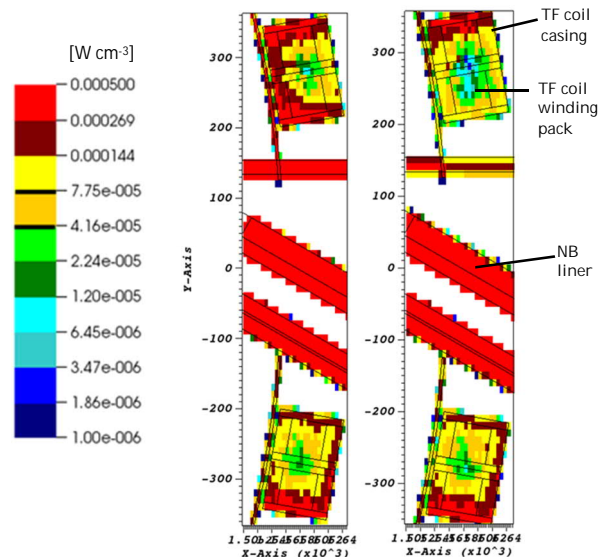 [W cm-3]
0.000500
0.000269
0.000144
7.75e-005
4.16e-005
2.24e-005
1.20e-005
6.45e-006
3.47e-006
1.86e-006
1.00e-006
Y-Axis
300
200
100
0
-100
-200
-300
X-Axis (x10^3)
300
200
100
0
-100
-200
-300
X-Axis (x10^3)
TF coil
casing
TF coil
winding
pack
NB
liner